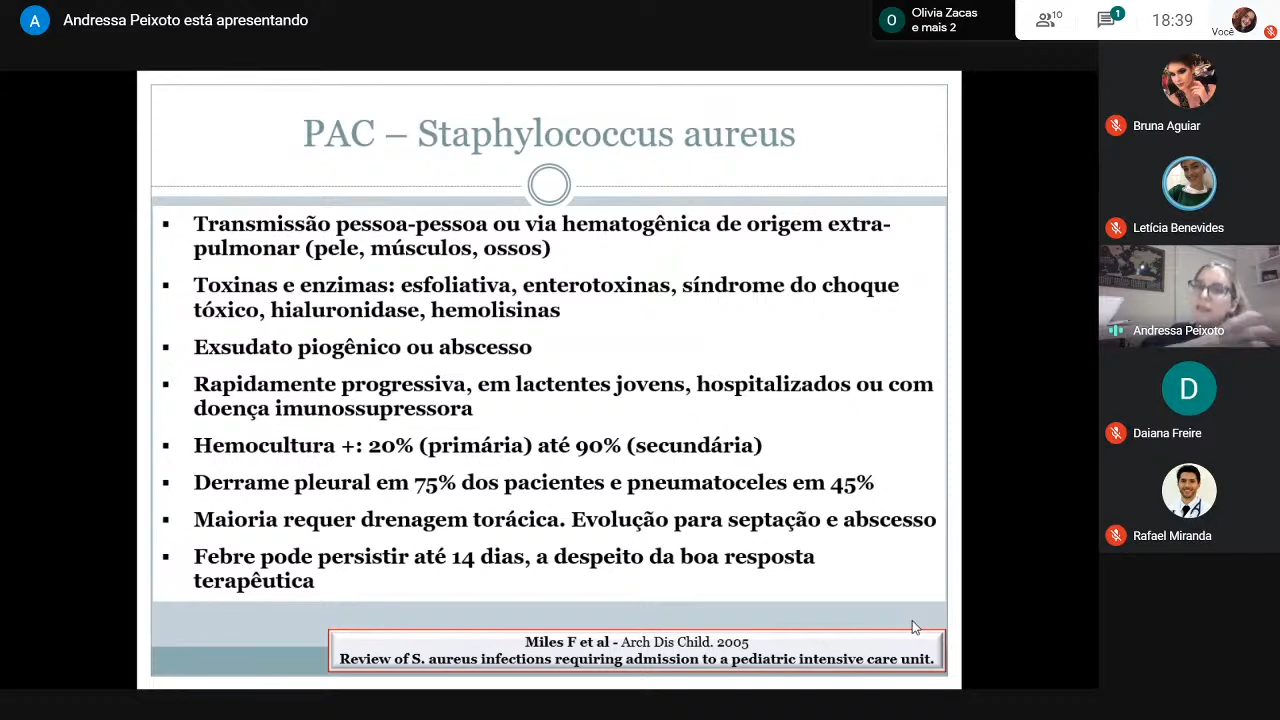 A
Andressa Peixoto está apresentando
O
Olivia Zacas
e mais 2
10
1
18:39
Você
PAC – Staphylococcus aureus
▪ Transmissão pessoa-pessoa ou via hematogênica de origem extra-
pulmonar (pele, músculos, ossos)
▪ Toxinas e enzimas: esfoliativa, enterotoxinas, síndrome do choque
tóxico, hialuronidase, hemolisinas
▪ Exsudato piogênico ou abscesso
▪ Rapidamente progressiva, em lactentes jovens, hospitalizados ou com
doença imunossupressora
▪ Hemocultura +: 20% (primária) até 90% (secundária)
▪ Derrame pleural em 75% dos pacientes e pneumatoceles em 45%
▪ Maioria requer drenagem torácica. Evolução para septação e abscesso
▪ Febre pode persistir até 14 dias, a despeito da boa resposta
terapêutica
Miles F et al - Arch Dis Child. 2005
Review of S. aureus infections requiring admission to a pediatric intensive care unit.
Bruna Aguiar
Letícia Benevides
Andressa Peixoto
D
Daiana Freire
Rafael Miranda